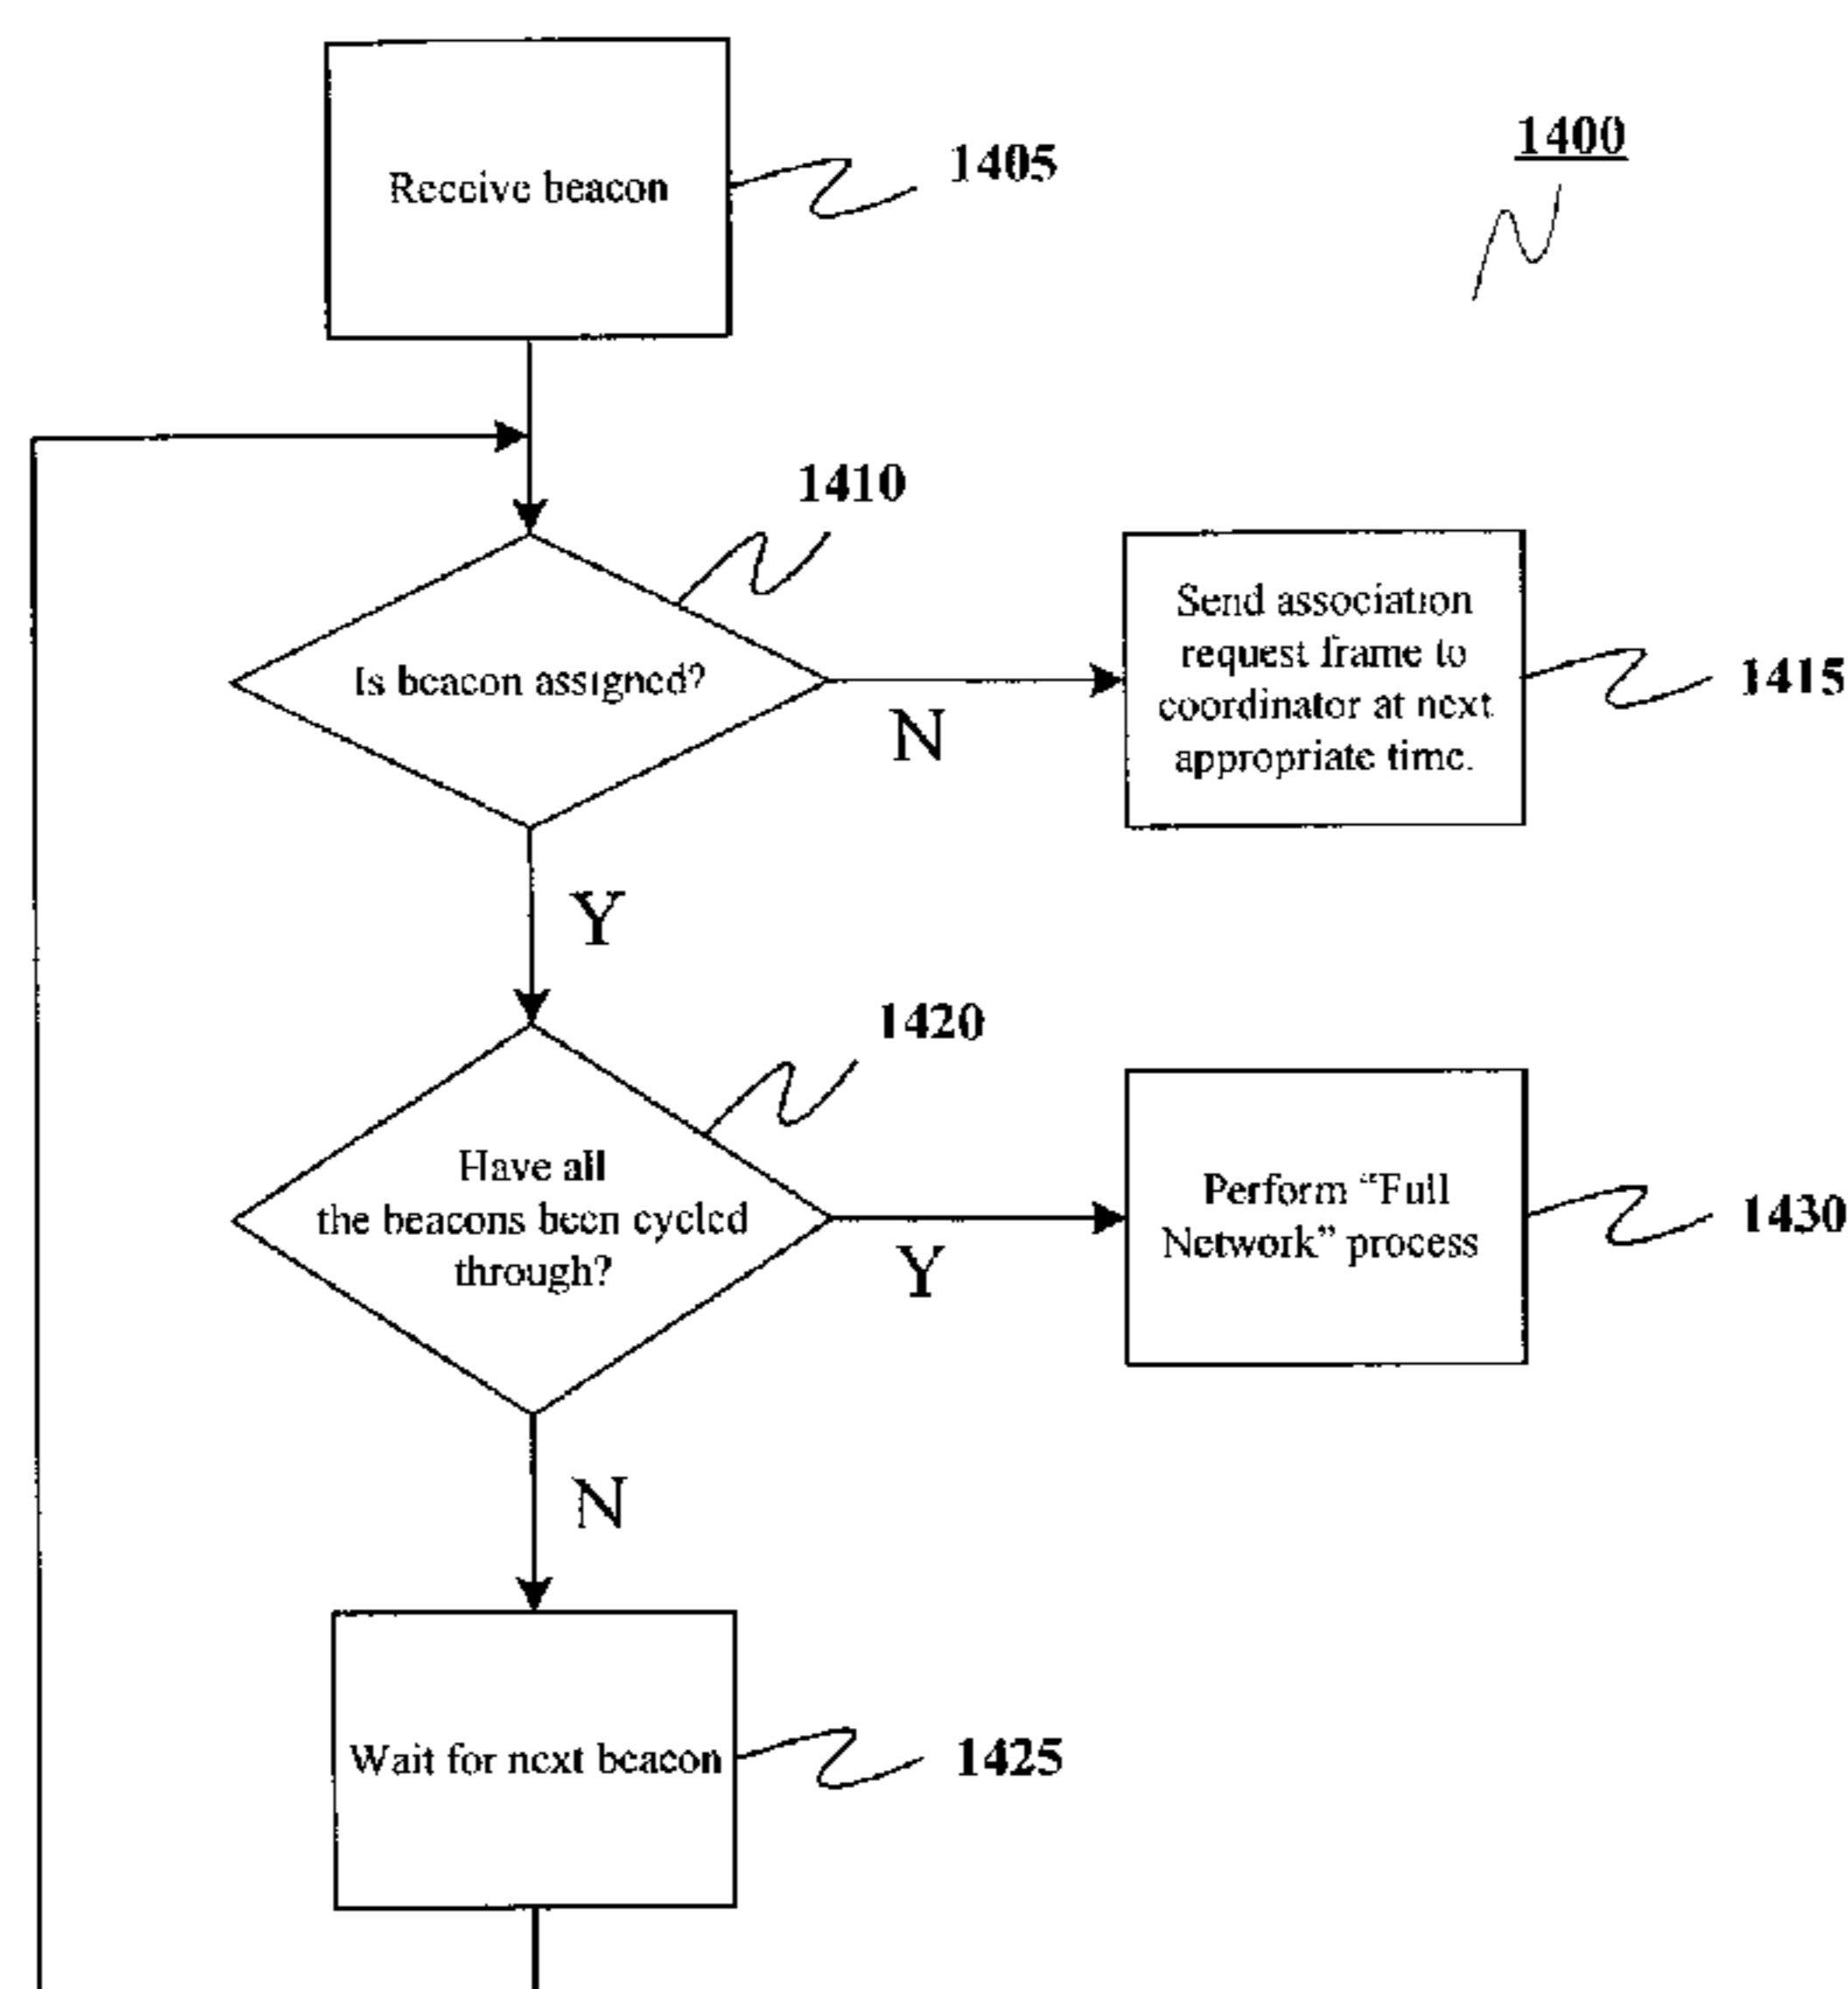 Receive beacon
1405
1400
1410
Is beacon assigned?
N
Send association
request frame to
coordinator at next
appropriate time.
1415
Y
1420
Have all
the beacons been cycled
through?
Y
Perform “Full
Network” process
1430
N
Wait for next beacon
1425